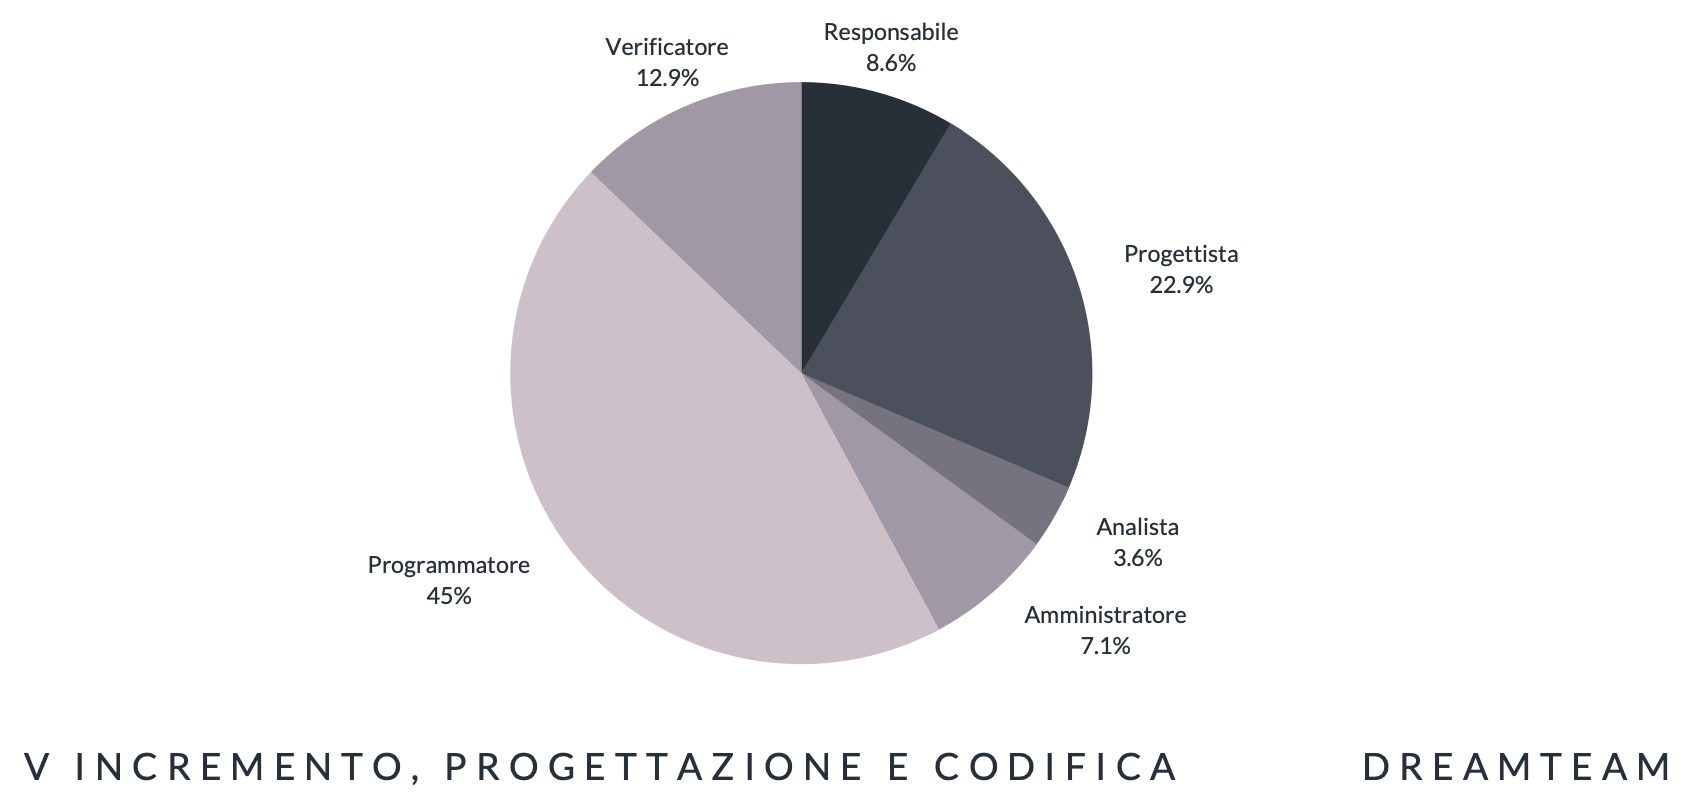 Responsabile
8.6%
Verificatore
12.9%
Progettista
22.9%
Analista
3.6%
Programmatore
45%
Amministratore
7.1%
V INCREMENTO, PROGETTAZIONE E CODIFICA
DREAMTEAM